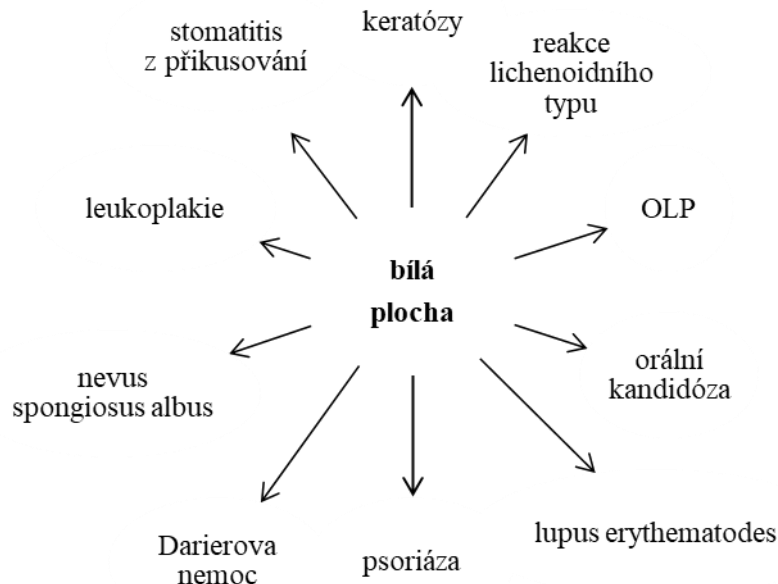 keratózy
stomatitis
z přikusování
reakce
lichenoidního
typu
leukoplakie
OLP
bílá
plocha
nevus
spongiosus albus
orální
kandidóza
Darierova
nemoc
psoriáza
lupus erythematodes